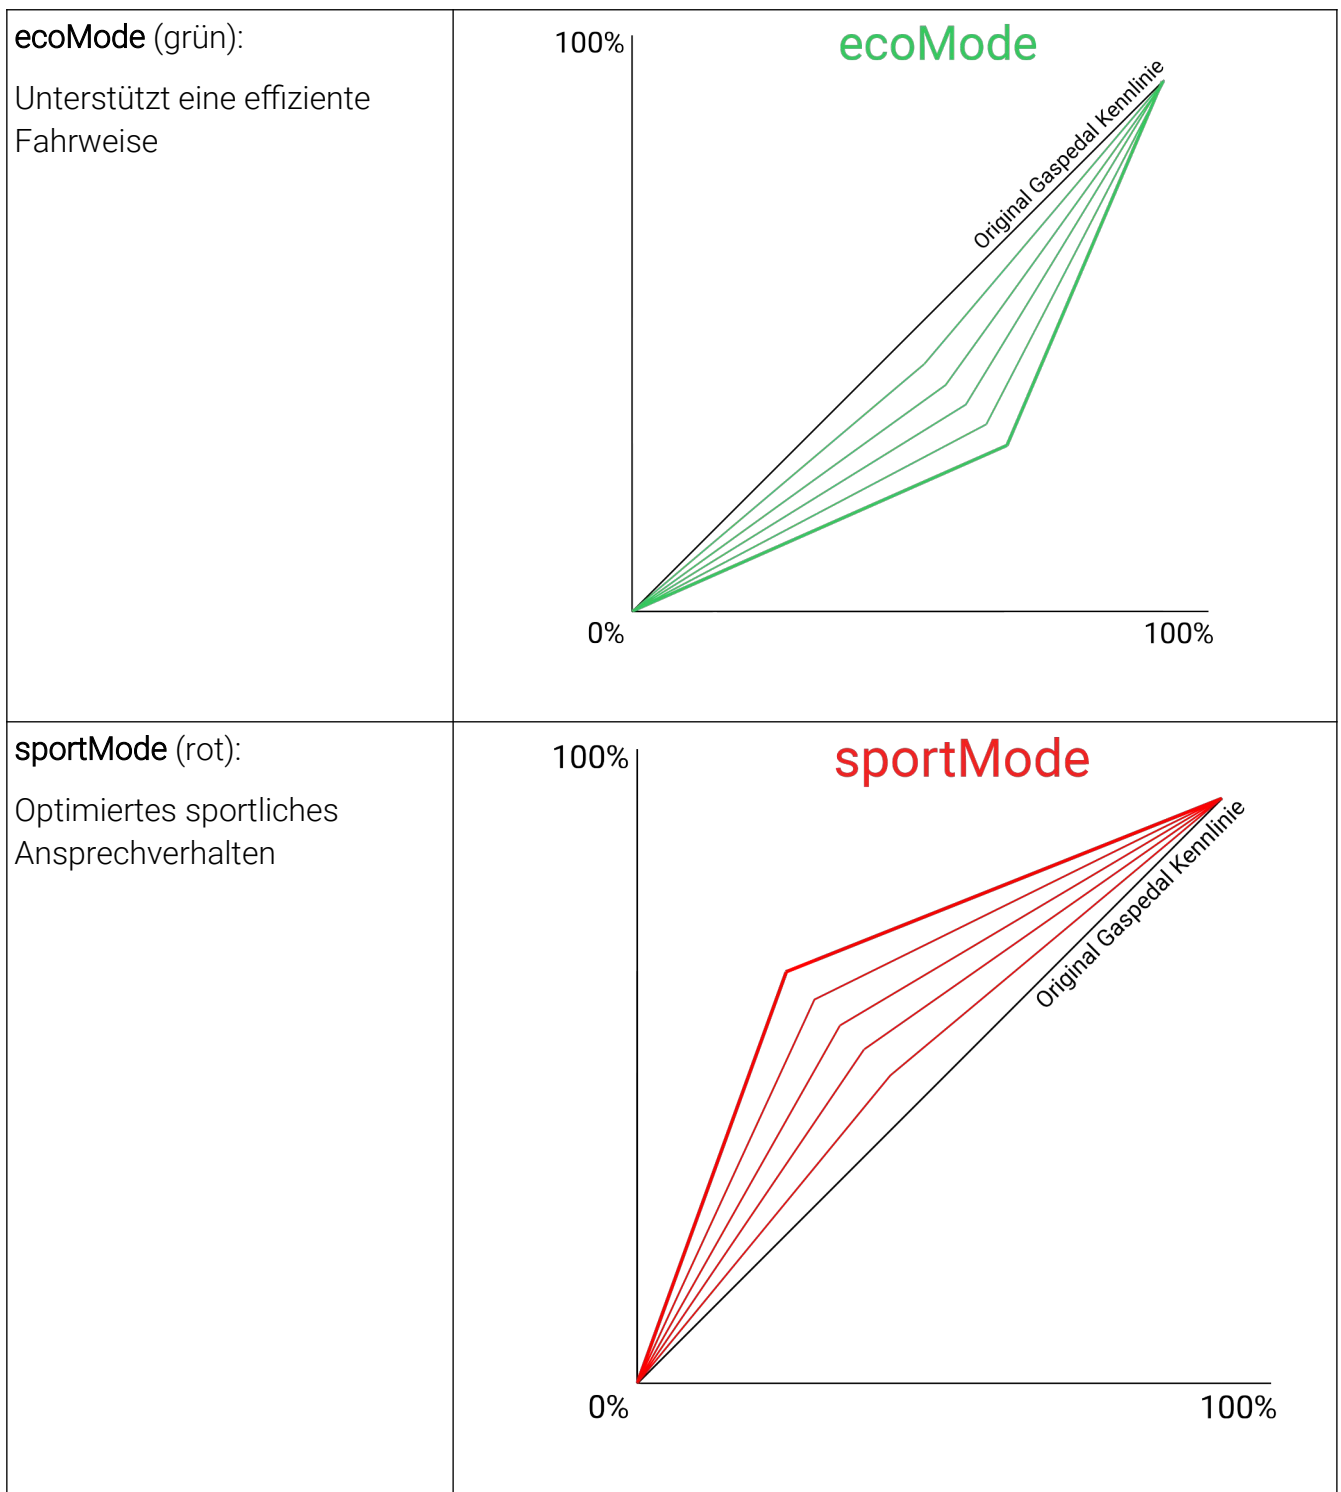 ecoMode (grün):
Unterstützt eine effiziente
Fahrweise
ecoMode
100%
Original Gaspedal Kennlinie
0%
100%
sportMode (rot):
Optimiertes sportliches
Ansprechverhalten
sportMode
100%
Original Gaspedal Kennlinie
0%
100%